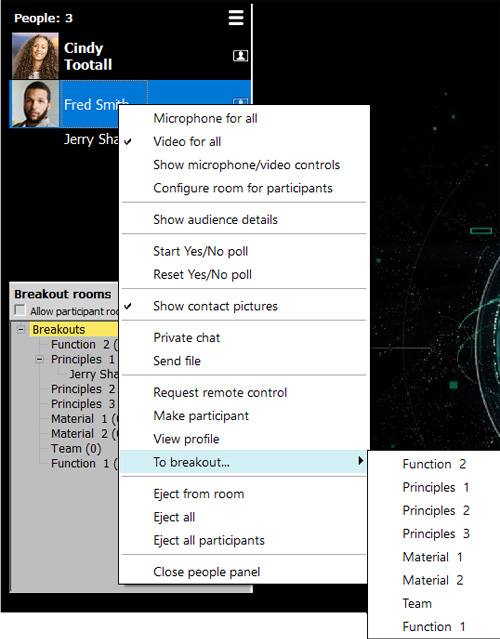 People: 3
Cindy
Tootall
Fred Smith
Jerry Sha
Microphone for all
Video for all
Show microphone/video controls
Configure room for participants
Show audience details
Start Yes/No poll
Reset Yes/No poll
Show contact pictures
Private chat
Send file
Request remote control
Make participant
View profile
To breakout...
Eject from room
Eject all
Eject all participants
Close people panel
Breakout rooms
Allow participant roo
Breakouts
Function 2 (
Principles 1
Jerry Sha
Principles 2
Principles 3
Material 1 (
Material 2 (
Team (0)
Function 1 (
Function 2
Principles 1
Principles 2
Principles 3
Material 1
Material 2
Team
Function 1